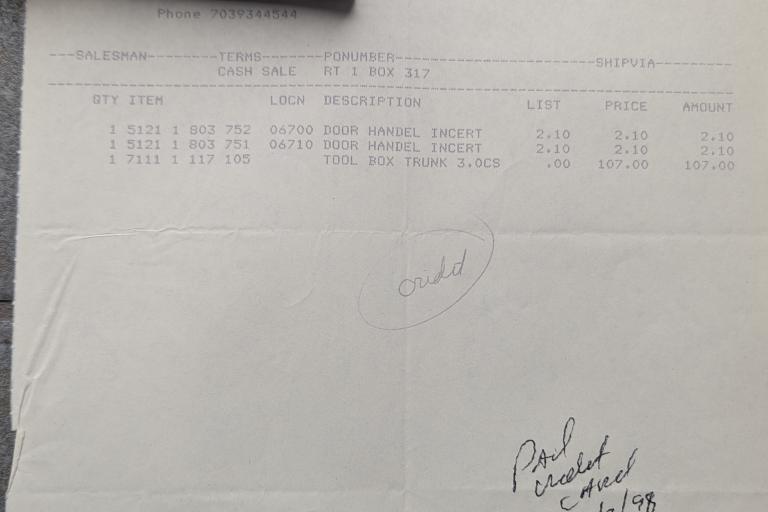 Phone 7039344544
---SALESMAN---------TERMS--------PONUMBER-------------------------SHIPVIA---------
CASH SALE RT 1 BOX 317
QTY ITEM LOCN DESCRIPTION LIST PRICE AMOUNT
1 5121 1 803 752 06700 DOOR HANDEL INCERT 2.10 2.10 2.10
1 5121 1 803 751 06710 DOOR HANDEL INCERT 2.10 2.10 2.10
1 7111 1 117 105 TOOL BOX TRUNK 3.0CS .00 107.00 107.00
credit
Paid
credit
card
/98